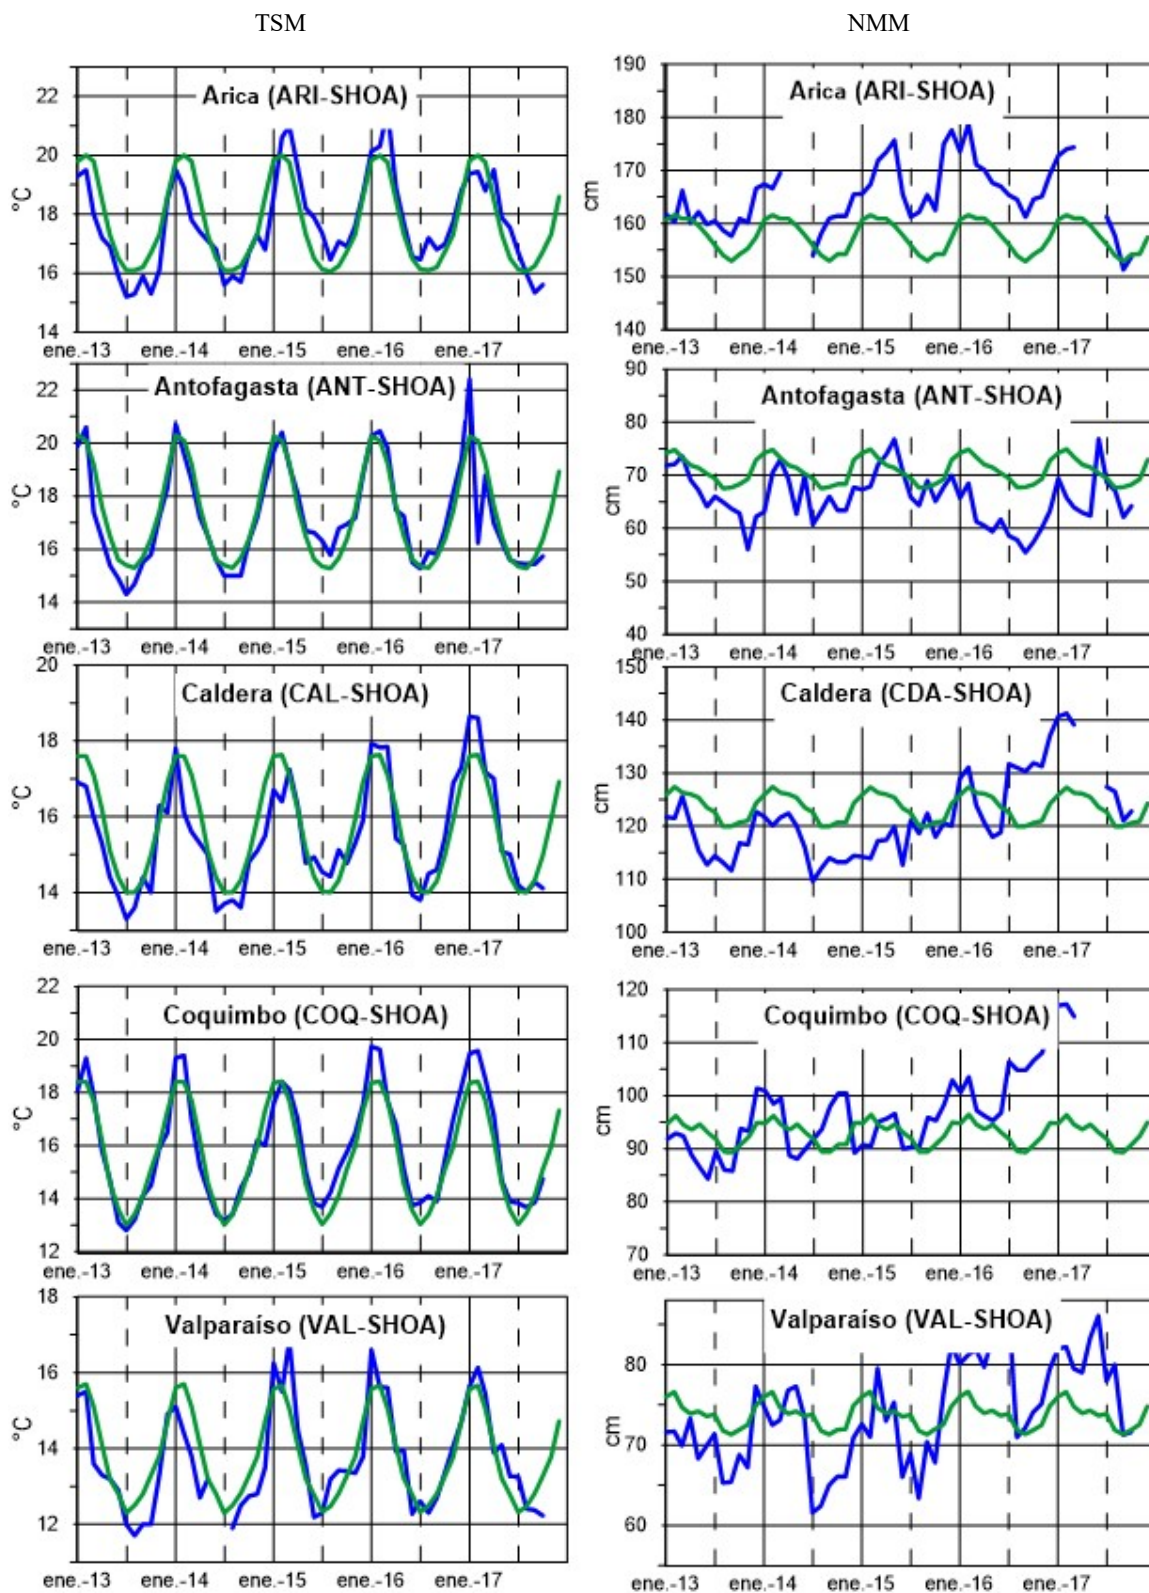 TSM
NMM
Arica (ARI-SHOA)
22
20
18
16
14
°C
ene.-13 ene.-14 ene.-15 ene.-16 ene.-17
Arica (ARI-SHOA)
190
180
170
160
150
140
cm
ene.-13 ene.-14 ene.-15 ene.-16 ene.-17
Antofagasta (ANT-SHOA)
22
20
18
16
14
°C
ene.-13 ene.-14 ene.-15 ene.-16 ene.-17
Antofagasta (ANT-SHOA)
90
80
70
60
50
40
cm
ene.-13 ene.-14 ene.-15 ene.-16 ene.-17
Caldera (CAL-SHOA)
20
18
16
14
°C
ene.-13 ene.-14 ene.-15 ene.-16 ene.-17
Caldera (CDA-SHOA)
150
140
130
120
110
100
cm
ene.-13 ene.-14 ene.-15 ene.-16 ene.-17
Coquimbo (COQ-SHOA)
22
20
18
16
14
12
°C
ene.-13 ene.-14 ene.-15 ene.-16 ene.-17
Coquimbo (COQ-SHOA)
120
110
100
90
80
70
cm
ene.-13 ene.-14 ene.-15 ene.-16 ene.-17
Valparaíso (VAL-SHOA)
18
16
14
12
°C
ene.-13 ene.-14 ene.-15 ene.-16 ene.-17
Valparaíso (VAL-SHOA)
80
70
60
cm
ene.-13 ene.-14 ene.-15 ene.-16 ene.-17